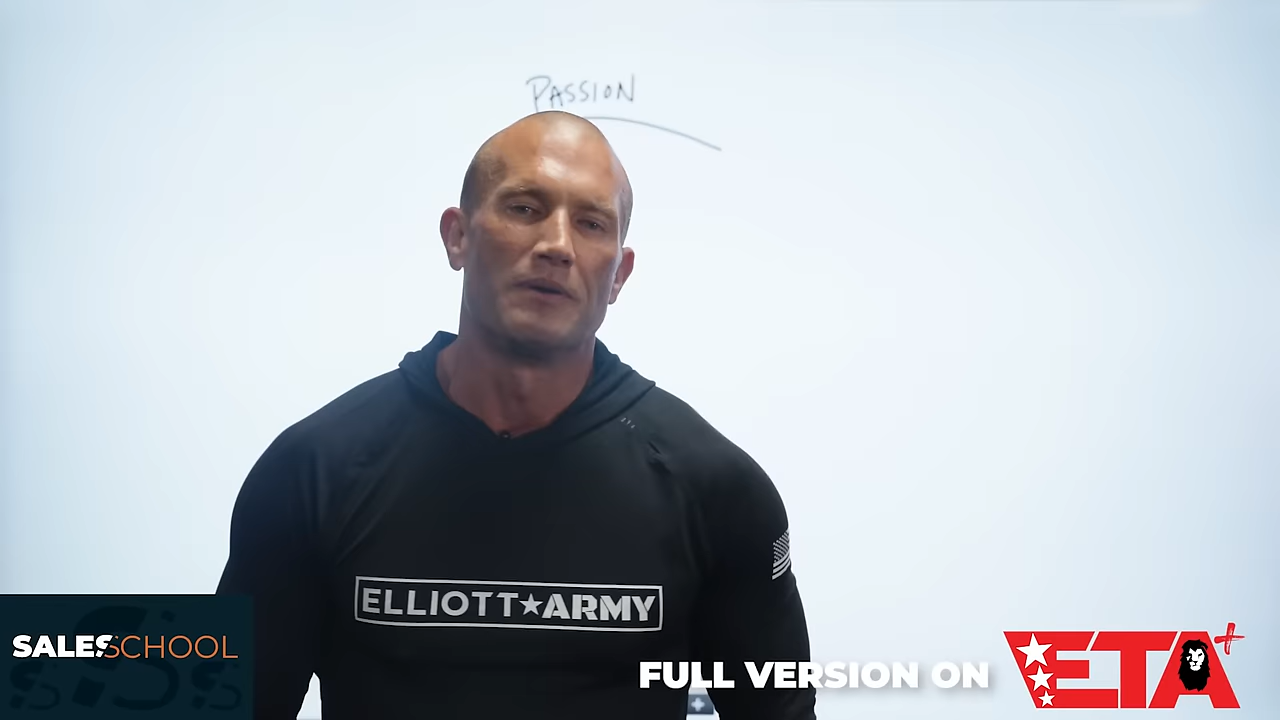 PASSION
ELLIOTT★ARMY
SALESSCHOOL
FULL VERSION ON
ETA+